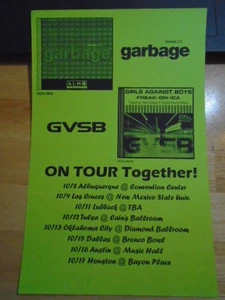 garbage
garbage
GIRLS AGAINST BOYS
FREAK-ON-ICA
GVSB
ON TOUR Together!
10/8 Albuquerque @ Convention Center
10/9 Las Cruces @ New Mexico State Univ.
10/11 Lubbock @ TBA
10/12 Tulsa @ Cain's Ballroom
10/13 Oklahoma City @ Diamond Ballroom
10/15 Dallas @ Bronco Bowl
10/16 Austin @ Music Hall
10/17 Houston @ Bayou Place